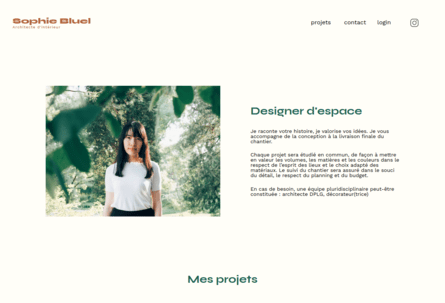 Sophie Bluel
Architecte d'intérieur
projets
contact
login
Designer d'espace
Je raconte votre histoire, je valorise vos idées. Je vous
accompagne de la conception à la livraison finale du
chantier.
Chaque projet sera étudié en commun, de façon à mettre
en valeur les volumes, les matières et les couleurs dans le
respect de l'esprit des lieux et le choix adapté des
matériaux. Le suivi du chantier sera assuré dans le souci
du détail, le respect du planning et du budget.
En cas de besoin, une équipe pluridisciplinaire peut-être
constituée : architecte DPLG, décorateur(trice)
Mes projets